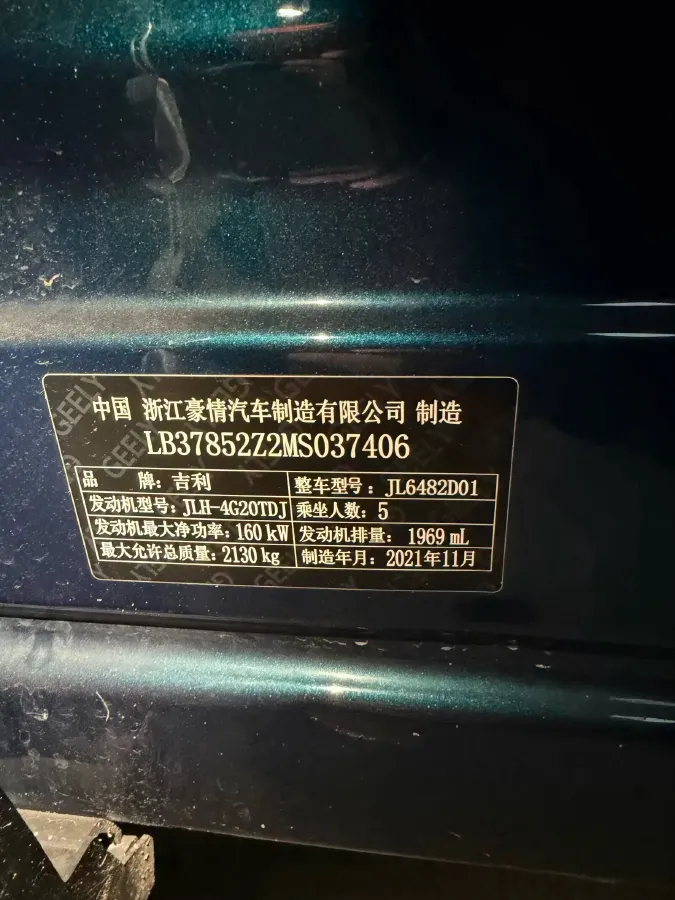 中国 浙江豪情汽车制造有限公司 制造
LB37852Z2MS037406
品 牌: 吉利 整车型号: JL6482D01
发动机型号: JLH-4G20TDJ 乘坐人数: 5
发动机最大净功率: 160 kW 发动机排量: 1969 mL
最大允许总质量: 2130 kg 制造年月: 2021年11月